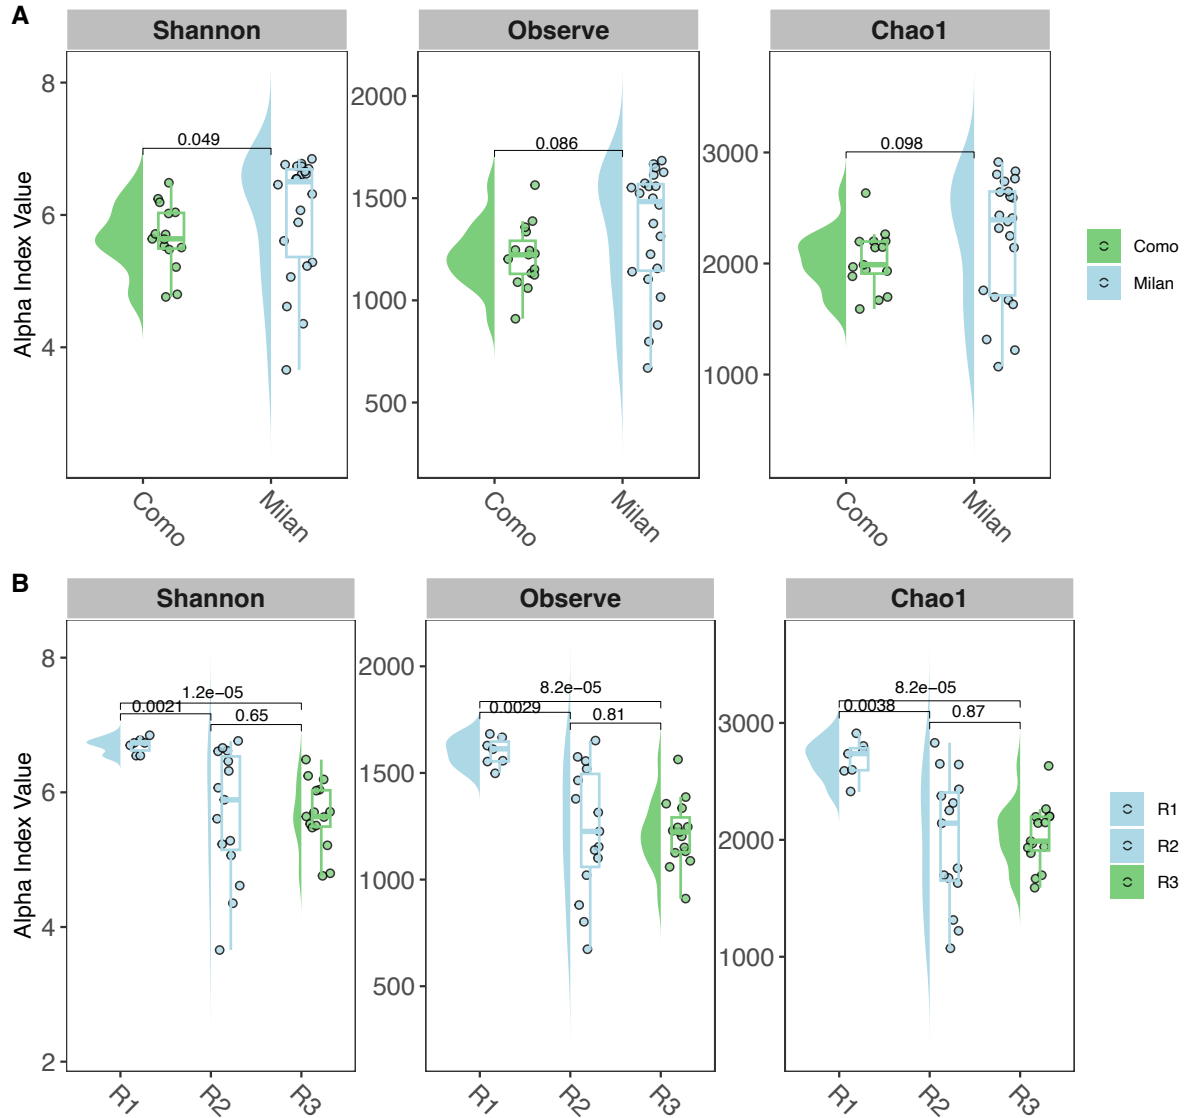 A
Shannon
Observe
Chao1
Alpha Index Value
8
6
4
0.049
Como
Milan
2000
1500
1000
500
0.086
Como
Milan
3000
2000
1000
0.098
Como
Milan
Como
Milan
B
Shannon
Observe
Chao1
Alpha Index Value
8
6
4
2
1.2e−05
0.0021
0.65
R1
R2
R3
2000
1500
1000
500
8.2e−05
0.0029
0.81
R1
R2
R3
3000
2000
1000
8.2e−05
0.0038
0.87
R1
R2
R3
R1
R2
R3